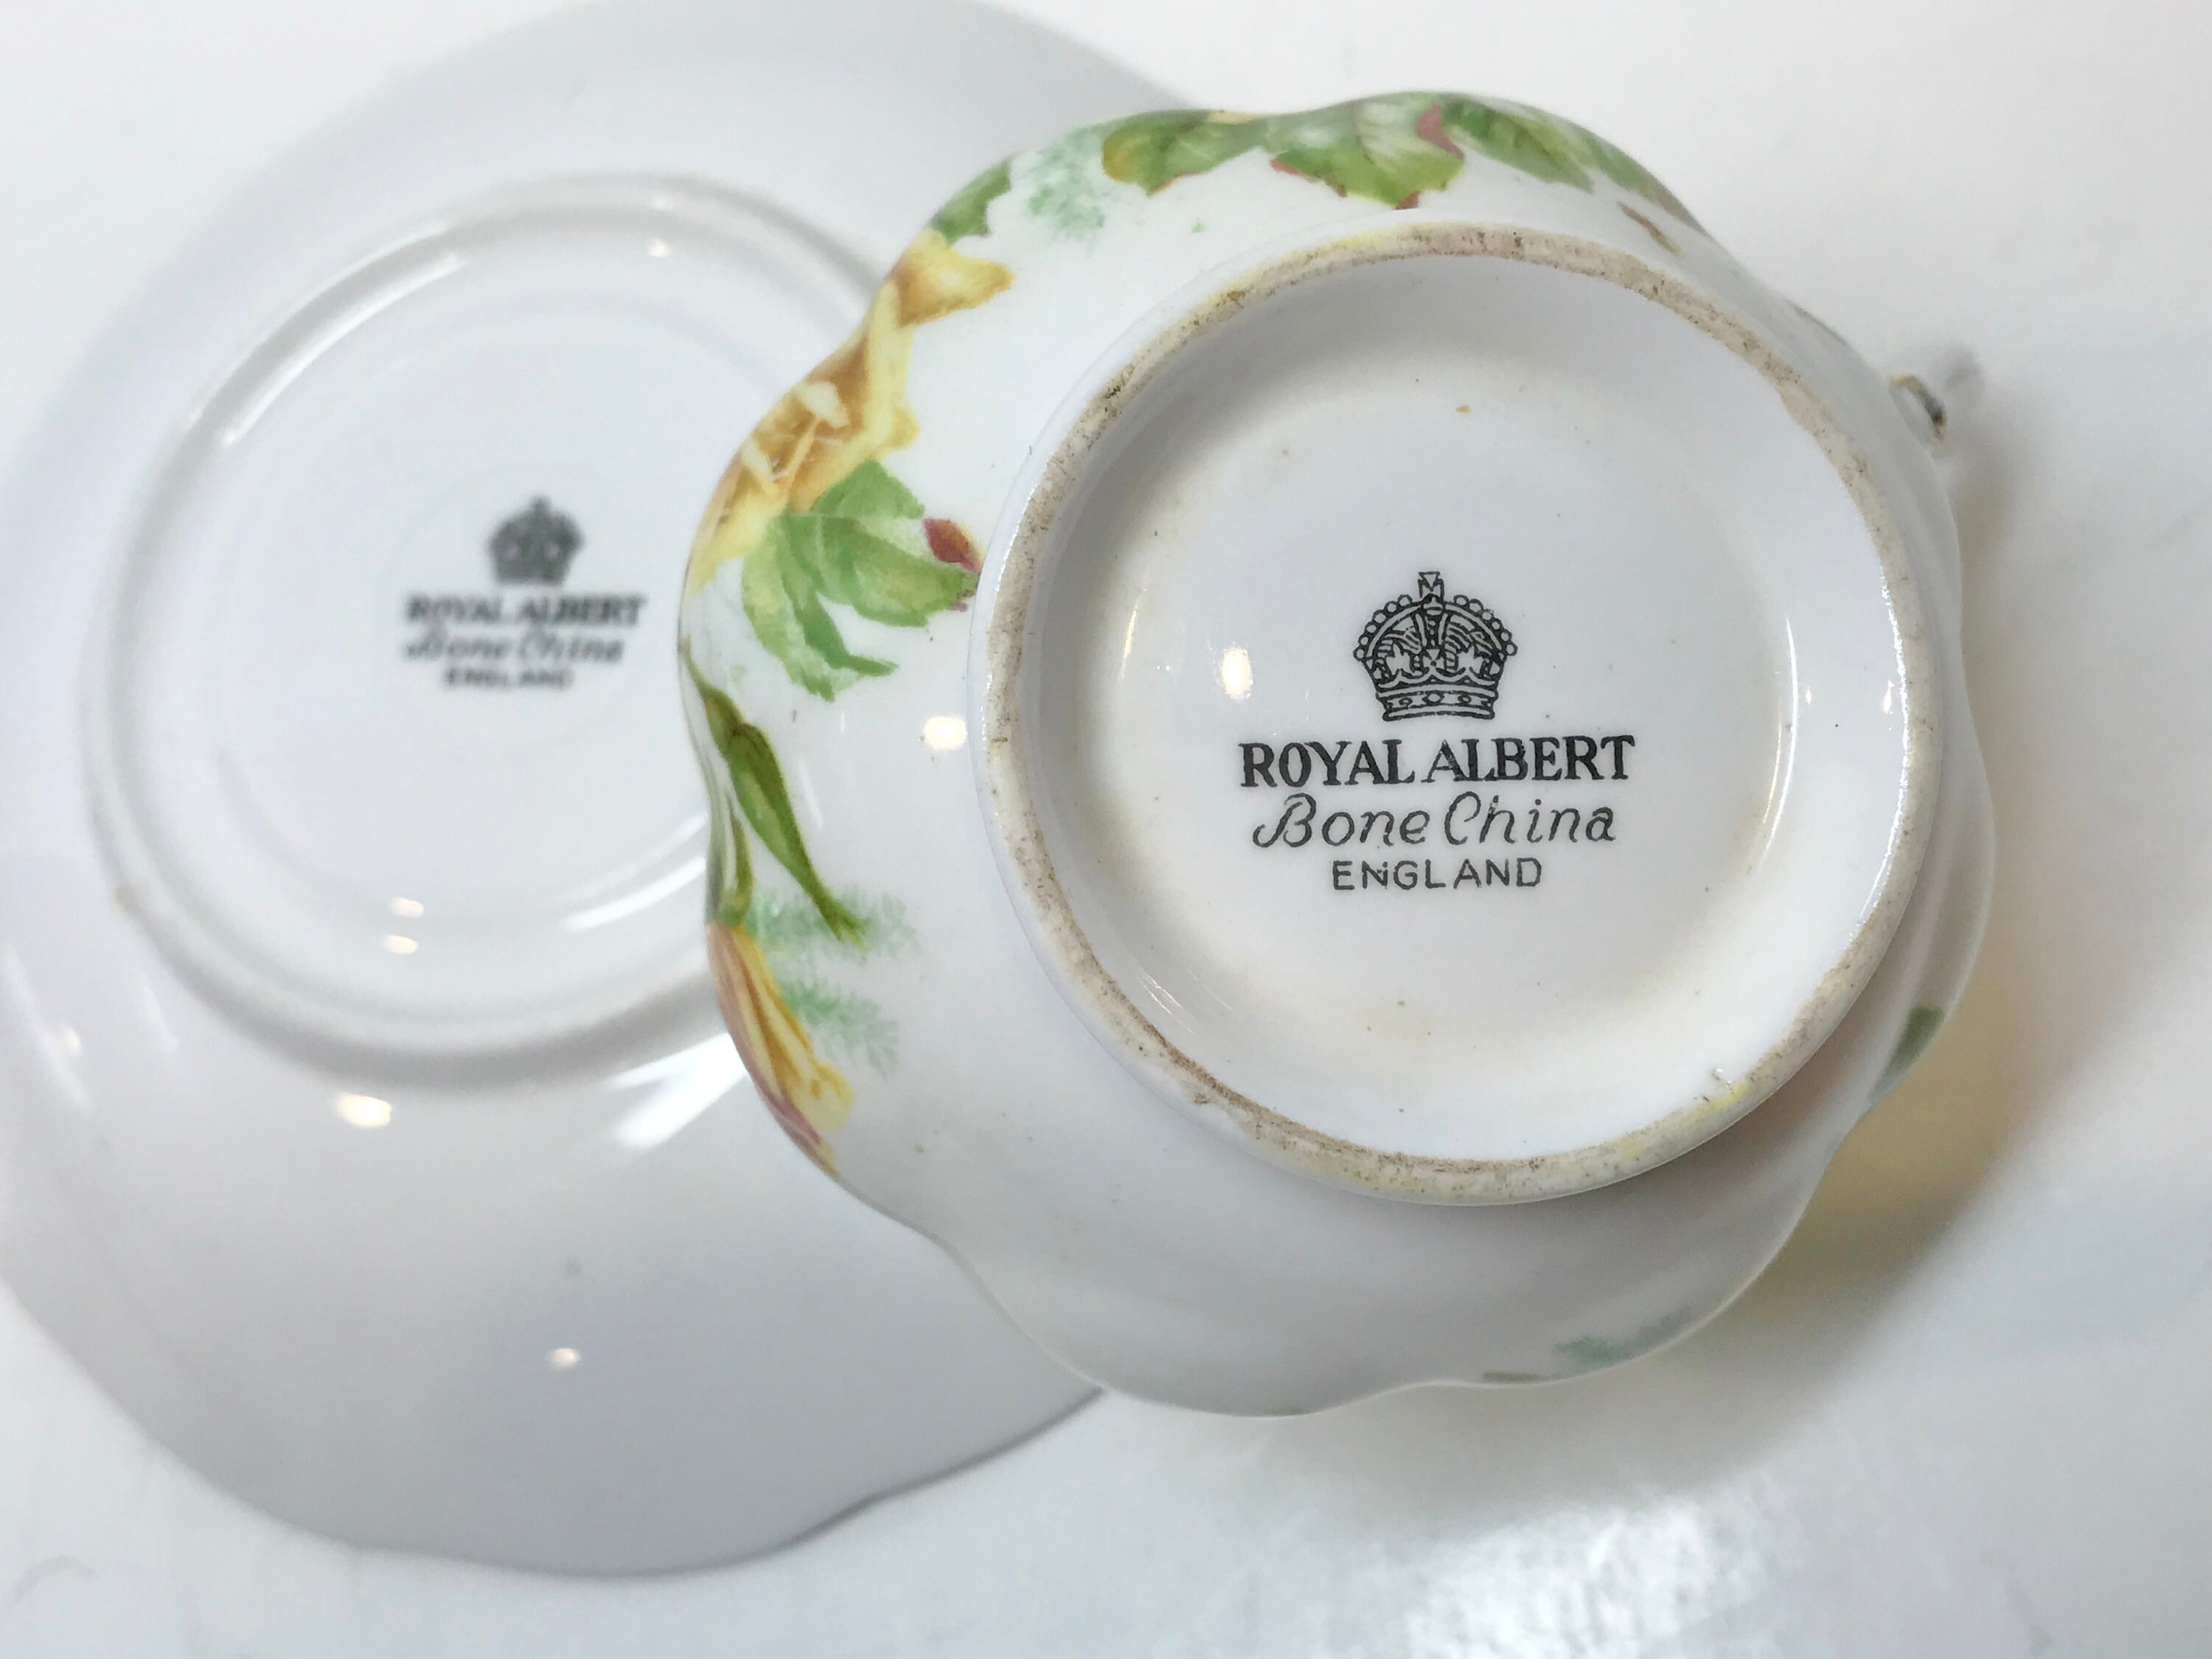 ROYAL ALBERT
Bone China
ENGLAND
ROYAL ALBERT
Bone China
ENGLAND